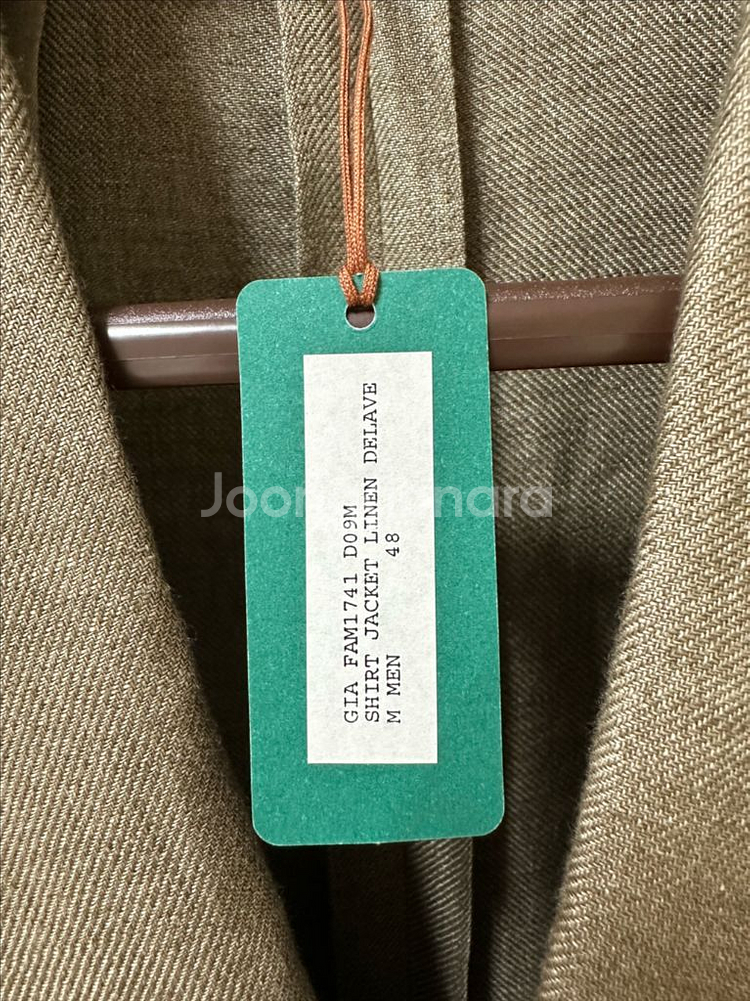 GIA FAM1741 D09M
SHIRT JACKET LINEN DELAVE
M MEN 48